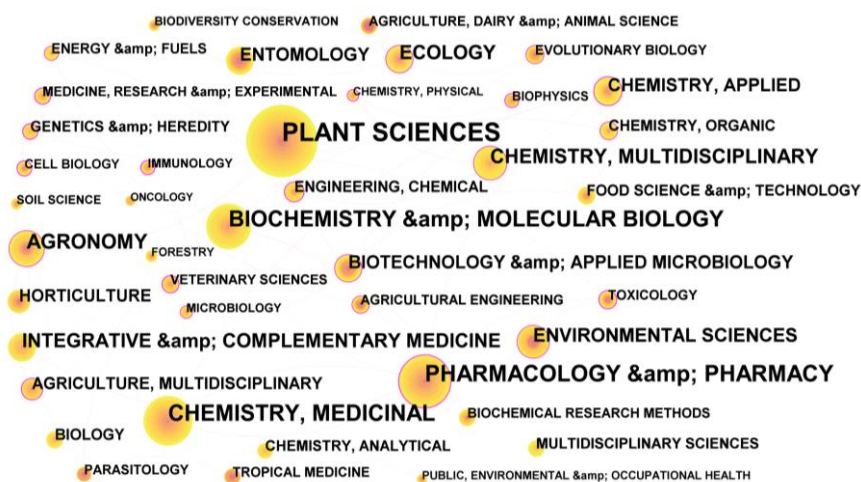 BIODIVERSITY CONSERVATION
AGRICULTURE, DAIRY &amp; ANIMAL SCIENCE
ENERGY &amp; FUELS
ENTOMOLOGY
ECOLOGY
EVOLUTIONARY BIOLOGY
MEDICINE, RESEARCH &amp; EXPERIMENTAL
CHEMISTRY, PHYSICAL
BIOPHYSICS
CHEMISTRY, APPLIED
GENETICS &amp; HEREDITY
PLANT SCIENCES
CHEMISTRY, ORGANIC
CELL BIOLOGY
IMMUNOLOGY
CHEMISTRY, MULTIDISCIPLINARY
SOIL SCIENCE
ONCOLOGY
ENGINEERING, CHEMICAL
FOOD SCIENCE &amp; TECHNOLOGY
BIOCHEMISTRY &amp; MOLECULAR BIOLOGY
AGRONOMY
FORESTRY
BIOTECHNOLOGY &amp; APPLIED MICROBIOLOGY
VETERINARY SCIENCES
HORTICULTURE
MICROBIOLOGY
AGRICULTURAL ENGINEERING
TOXICOLOGY
INTEGRATIVE &amp; COMPLEMENTARY MEDICINE
ENVIRONMENTAL SCIENCES
AGRICULTURE, MULTIDISCIPLINARY
PHARMACOLOGY &amp; PHARMACY
CHEMISTRY, MEDICINAL
BIOCHEMICAL RESEARCH METHODS
BIOLOGY
CHEMISTRY, ANALYTICAL
MULTIDISCIPLINARY SCIENCES
PARASITOLOGY
TROPICAL MEDICINE
PUBLIC, ENVIRONMENTAL &amp; OCCUPATIONAL HEALTH